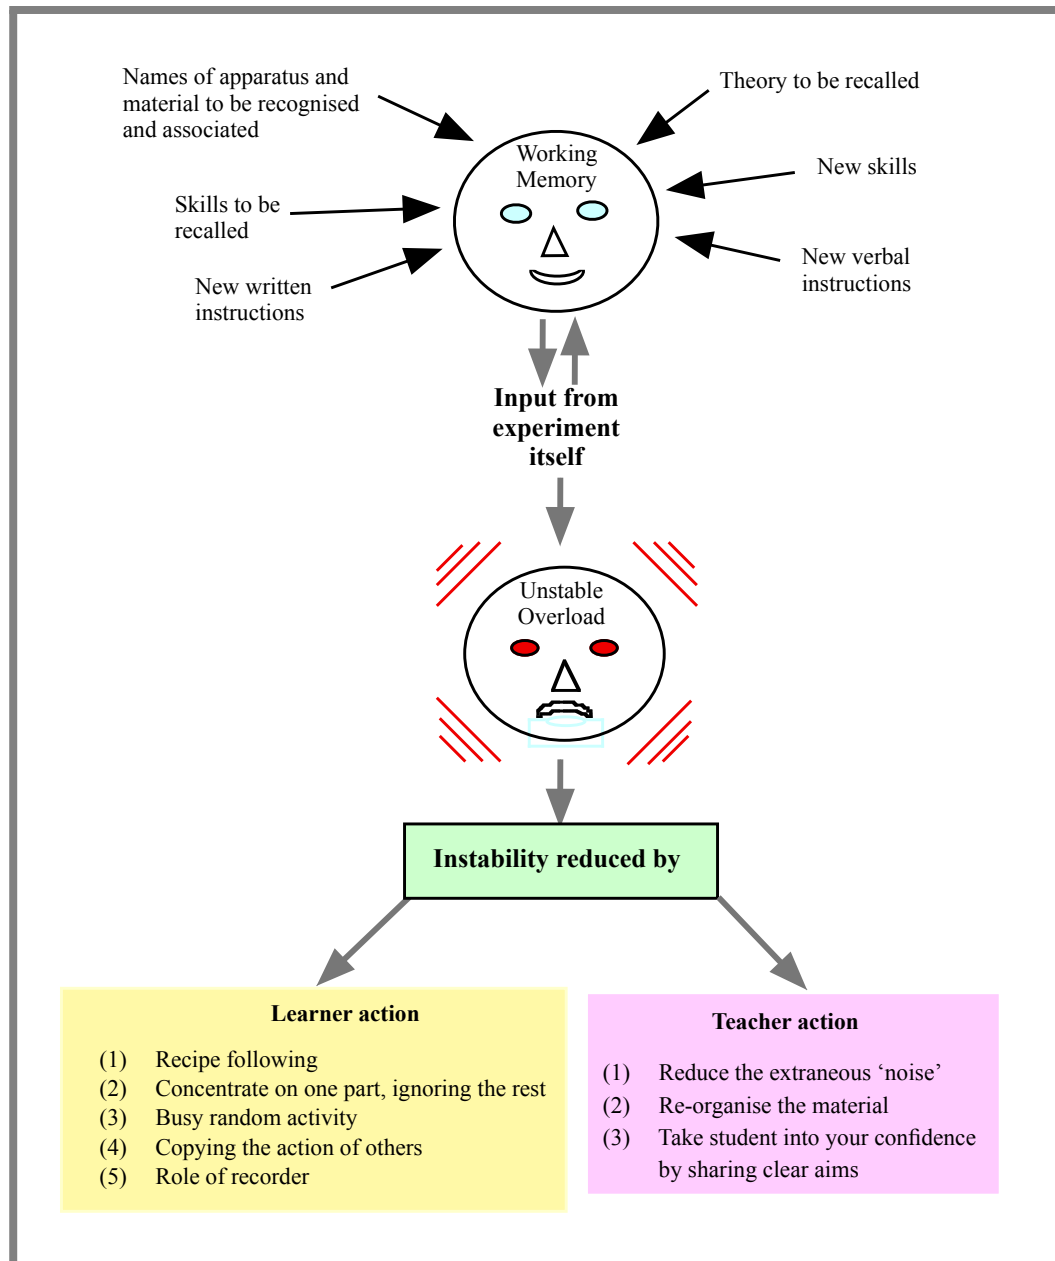 Names of apparatus and
material to be recognised
and associated
Theory to be recalled
Working
Memory
New skills
Skills to be
recalled
New verbal
instructions
New written
instructions
Input from
experiment
itself
Unstable
Overload
Instability reduced by
Learner action
(1) Recipe following
(2) Concentrate on one part, ignoring the rest
(3) Busy random activity
(4) Copying the action of others
(5) Role of recorder
Teacher action
(1) Reduce the extraneous ‘noise’
(2) Re-organise the material
(3) Take student into your confidence
by sharing clear aims